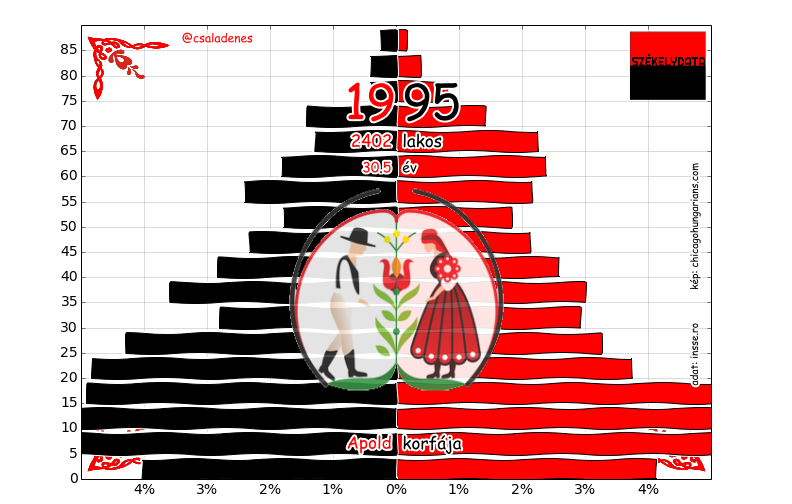 @csaladenes
SZÉKELYDATA
1995
2402 lakos
30.5 év
kép: chicagohungarians.com
adat: insse.ro
Apold korfája
85
80
75
70
65
60
55
50
45
40
35
30
25
20
15
10
5
0
4% 3% 2% 1% 0% 1% 2% 3% 4%